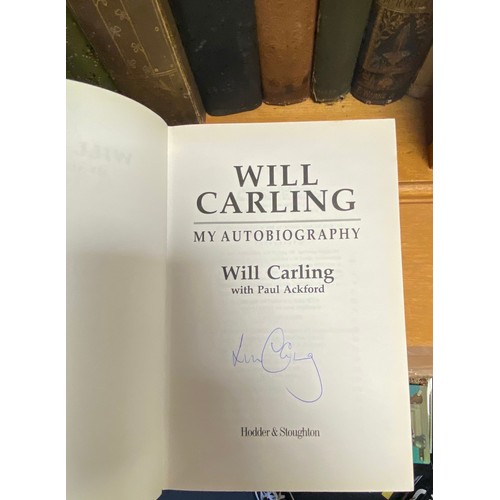 WILL
CARLING
MY AUTOBIOGRAPHY
Will Carling
with Paul Ackford
Hodder & Stoughton